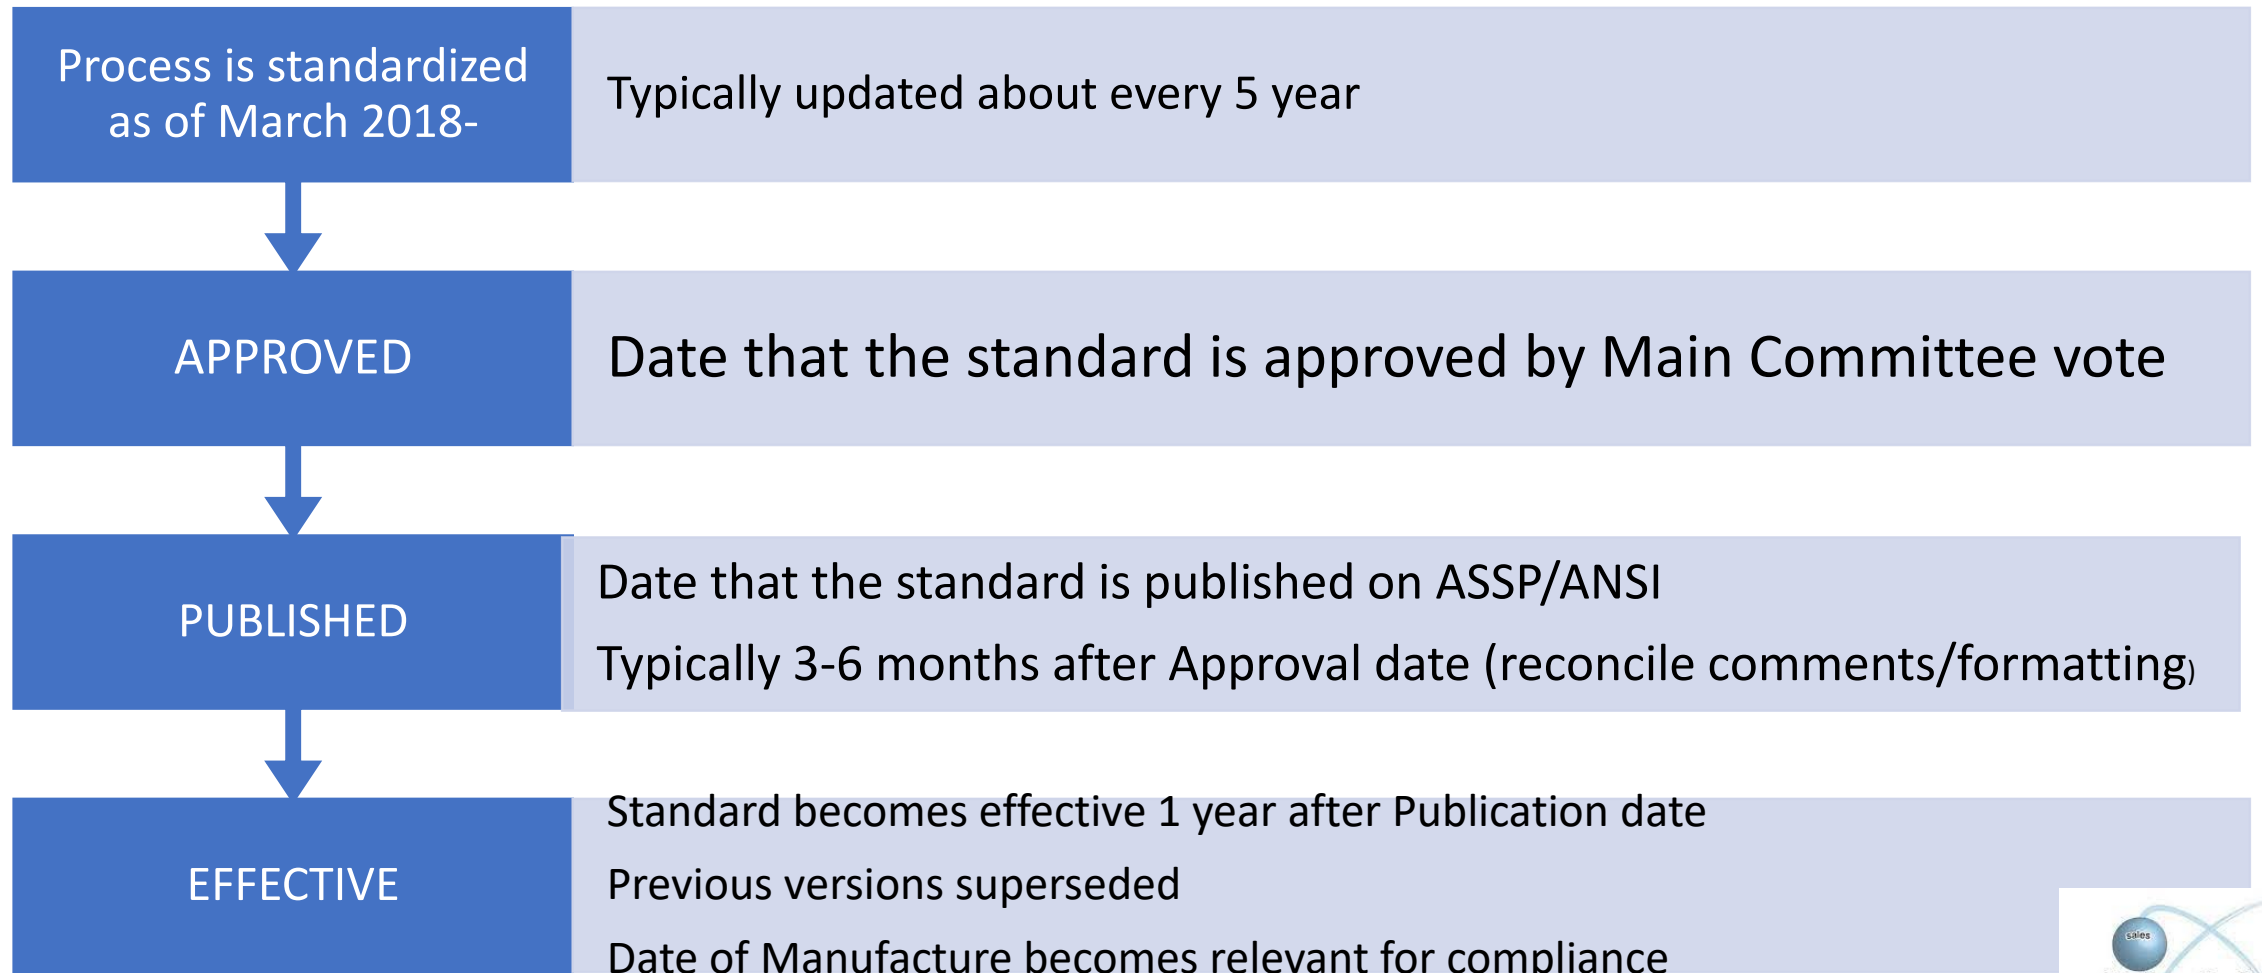 Process is standardized
as of March 2018-
Typically updated about every 5 year
APPROVED
Date that the standard is approved by Main Committee vote
PUBLISHED
Date that the standard is published on ASSP/ANSI
Typically 3-6 months after Approval date (reconcile comments/formatting)
EFFECTIVE
Standard becomes effective 1 year after Publication date
Previous versions superseded
Date of Manufacture becomes relevant for compliance
sales